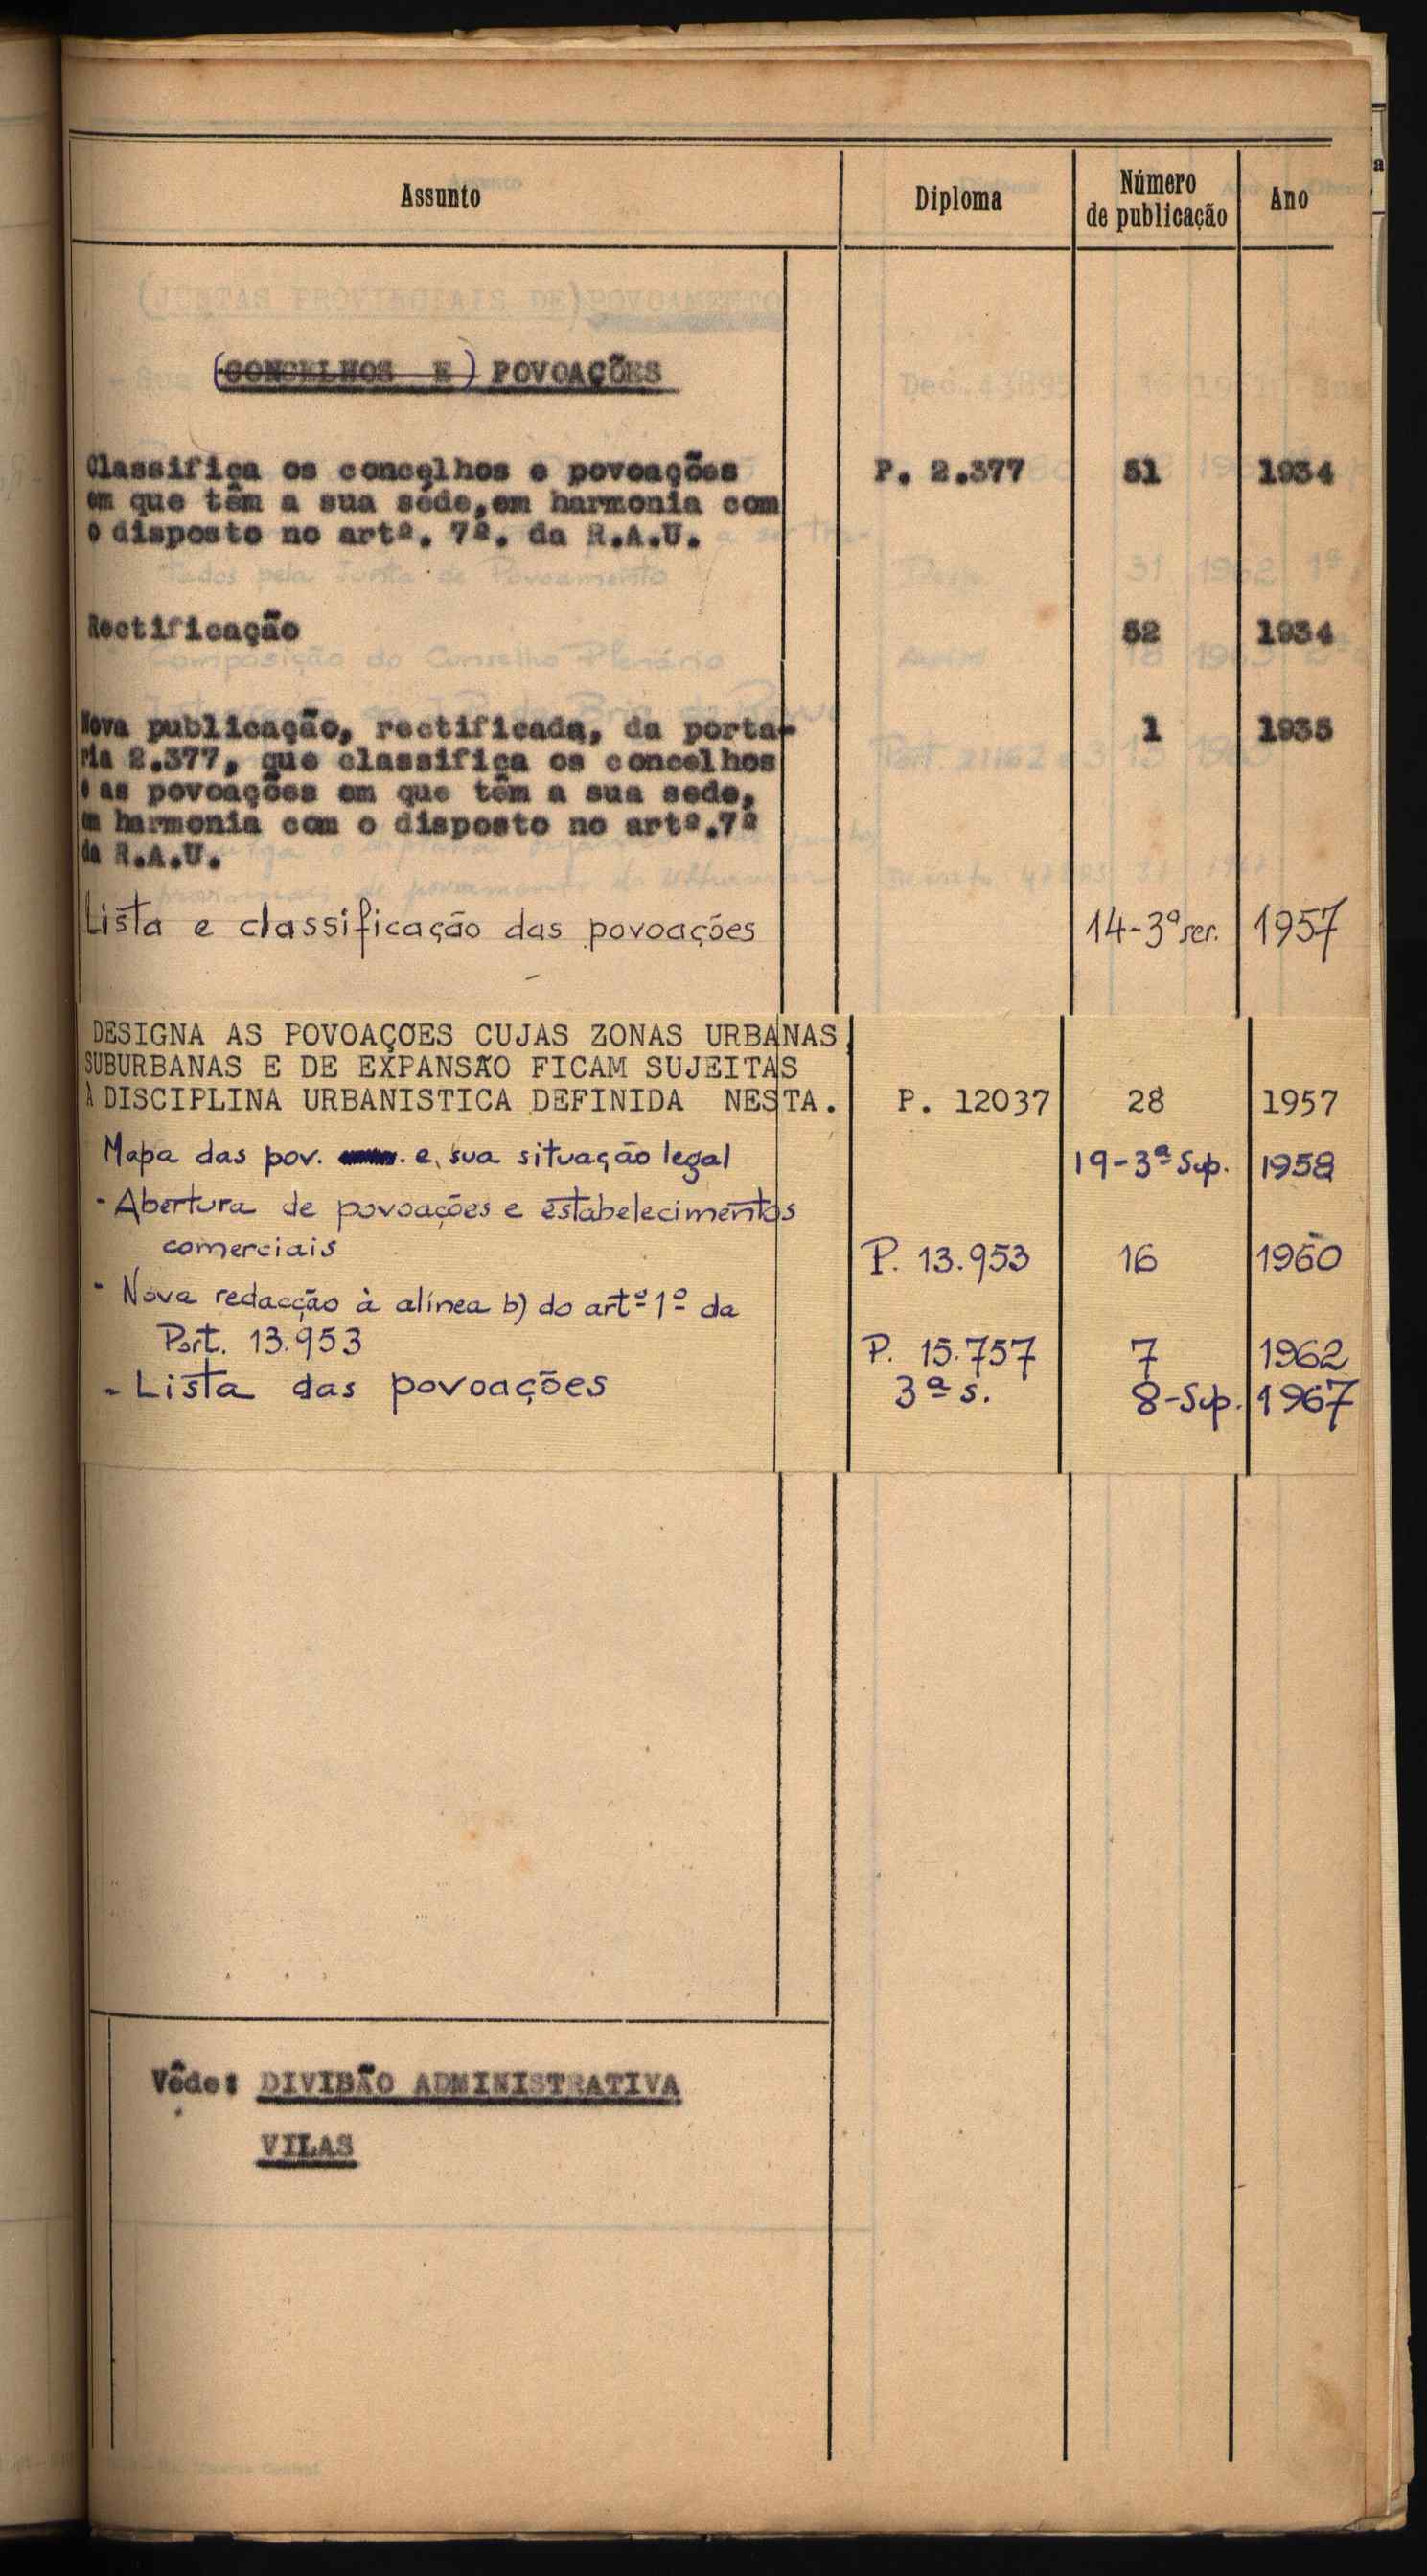 Assunto Diploma Número de publicação Ano
(CONCELHOS E) POVOAÇÕES
Classifica os concelhos e povoações P. 2.377 51 1934
em que têm a sua séde,em harmonia com
o disposto no artº. 7º. da R.A.U.
Rectificação 52 1934
Nova publicação, rectificada, da porta- 1 1935
ria 2.377, que classifica os concelhos
e as povoações em que têm a sua sede,
em harmonia com o disposto no artº.7º
da R.A.U.
Lista e classificação das povoações 14-3ª ser. 1957
DESIGNA AS POVOAÇOES CUJAS ZONAS URBANAS,
SUBURBANAS E DE EXPANSÃO FICAM SUJEITAS
À DISCIPLINA URBANISTICA DEFINIDA NESTA. P. 12037 28 1957
Mapa das pov. e sua situação legal 19-3ª Sup. 1958
- Abertura de povoações e estabelecimentos
comerciais P. 13.953 16 1960
- Nova redacção à alínea b) do artº 1º da
Port. 13.953 P. 15.757 7 1962
- Lista das povoações 3ª s. 8-Sup. 1967
Vêde: DIVISÃO ADMINISTRATIVA
VILAS